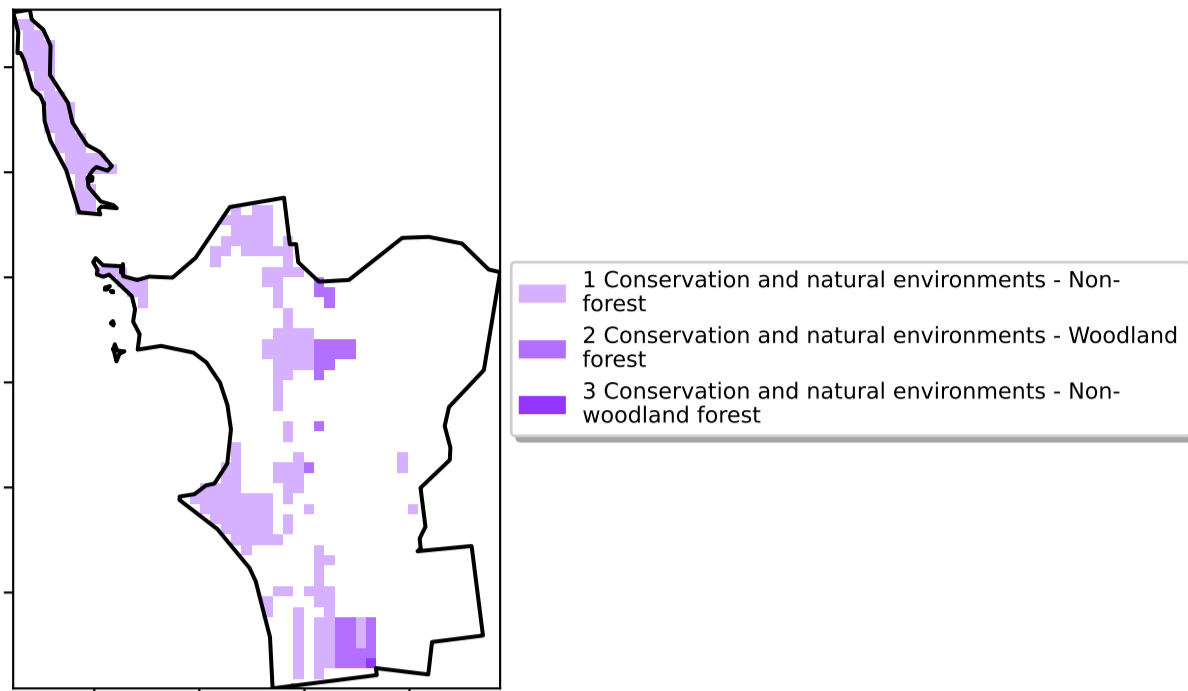 1 Conservation and natural environments - Non-
forest
2 Conservation and natural environments - Woodland
forest
3 Conservation and natural environments - Non-
woodland forest